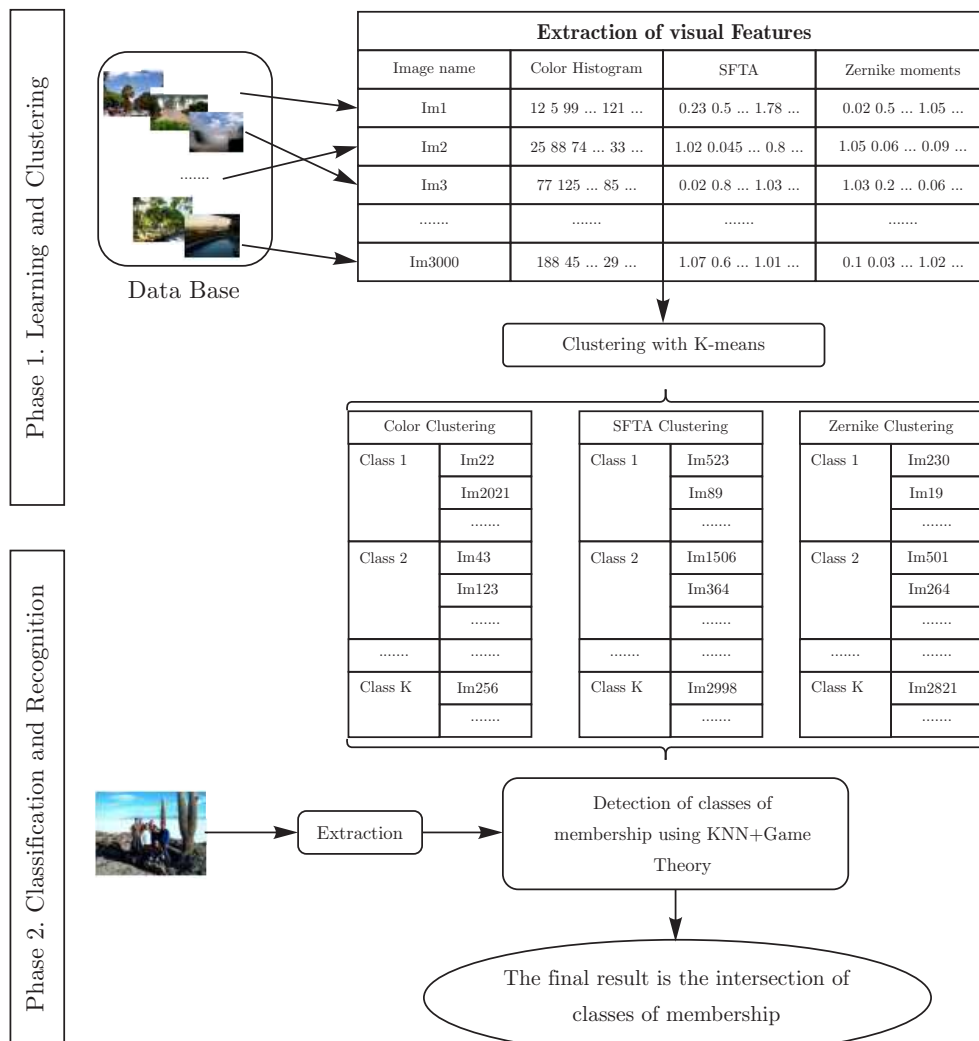 Phase 1. Learning and Clustering
Data Base
.......
Extraction of visual Features
Image name Color Histogram SFTA Zernike moments
Im1 12 5 99 ... 121 ... 0.23 0.5 ... 1.78 ... 0.02 0.5 ... 1.05 ...
Im2 25 88 74 ... 33 ... 1.02 0.045 ... 0.8 ... 1.05 0.06 ... 0.09 ...
Im3 77 125 ... 85 ... 0.02 0.8 ... 1.03 ... 1.03 0.2 ... 0.06 ...
....... ....... ....... .......
Im3000 188 45 ... 29 ... 1.07 0.6 ... 1.01 ... 0.1 0.03 ... 1.02 ...
Clustering with K-means
Color Clustering SFTA Clustering Zernike Clustering
Class 1 Im22 Class 1 Im523 Class 1 Im230
Im2021 Im89 Im19
....... ....... .......
Class 2 Im43 Class 2 Im1506 Class 2 Im501
Im123 Im364 Im264
....... ....... .......
....... ....... ....... ....... ....... .......
Class K Im256 Class K Im2998 Class K Im2821
....... ....... .......
Phase 2. Classification and Recognition
Extraction
Detection of classes of
membership using KNN+Game
Theory
The final result is the intersection of
classes of membership